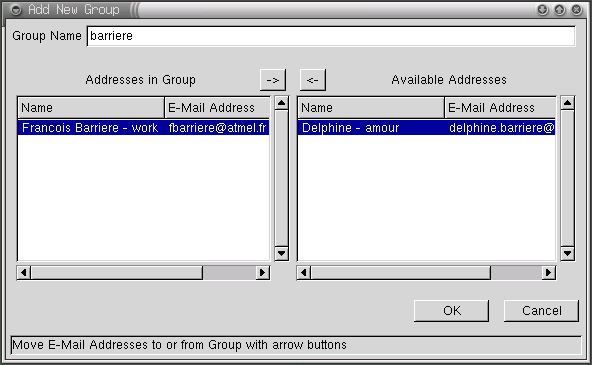 Add New Group
Group Name barriere
Addresses in Group -> <- Available Addresses
Name E-Mail Address Name E-Mail Address
Francois Barriere - work fbarriere@atmel.fr Delphine - amour delphine.barriere@
OK Cancel
Move E-Mail Addresses to or from Group with arrow buttons